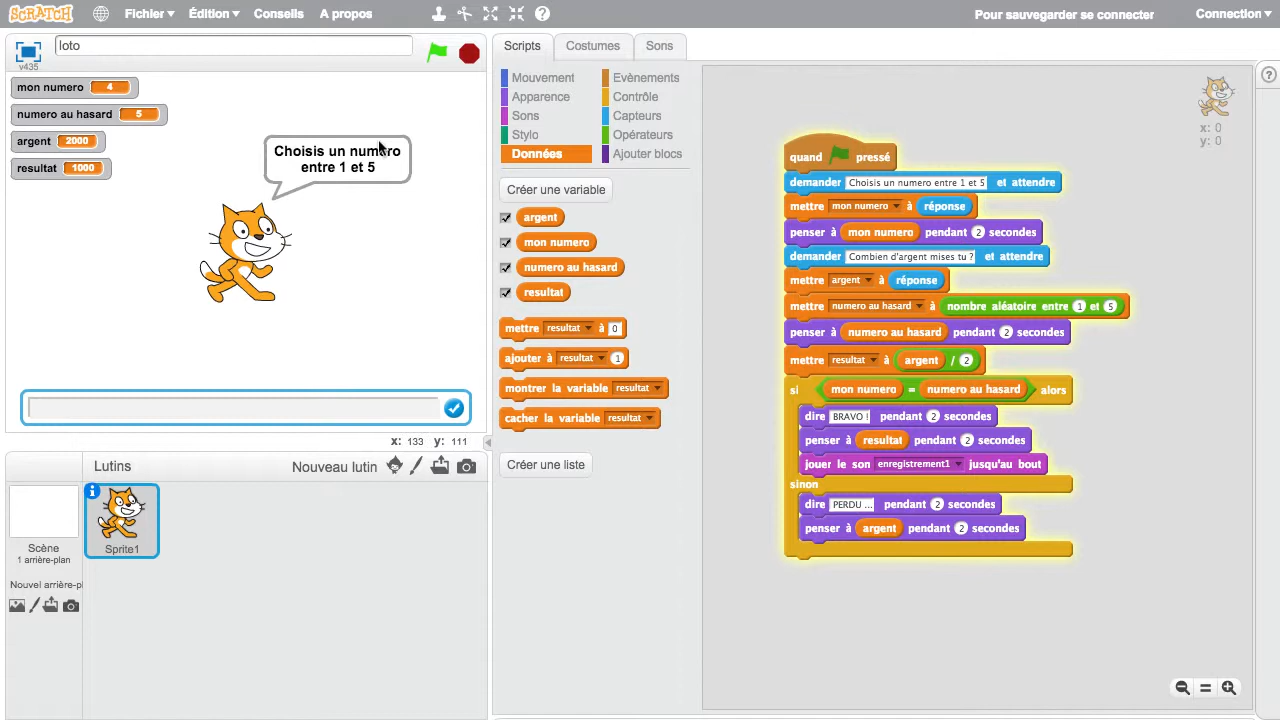 SCRATCH
Fichier
Édition
Conseils
A propos
Pour sauvegarder se connecter
Connection
v435
loto
mon numero 4
numero au hasard 5
argent 2000
resultat 1000
Choisis un numéro
entre 1 et 5
x: 133 y: 111
Lutins
Nouveau lutin
Scène
1 arrière-plan
Nouvel arrière-pl
Sprite1
Scripts
Costumes
Sons
Mouvement
Apparence
Sons
Stylo
Données
Evènements
Contrôle
Capteurs
Opérateurs
Ajouter blocs
Créer une variable
argent
mon numero
numero au hasard
resultat
mettre resultat à 0
ajouter à resultat 1
montrer la variable resultat
cacher la variable resultat
Créer une liste
quand pressé
demander Choisis un numero entre 1 et 5 et attendre
mettre mon numero à réponse
penser à mon numero pendant 2 secondes
demander Combien d'argent mises tu ? et attendre
mettre argent à réponse
mettre numero au hasard à nombre aléatoire entre 1 et 5
penser à numero au hasard pendant 2 secondes
mettre resultat à argent / 2
si mon numero = numero au hasard alors
dire BRAVO ! pendant 2 secondes
penser à resultat pendant 2 secondes
jouer le son enregistrement1 jusqu'au bout
sinon
dire PERDU ... pendant 2 secondes
penser à argent pendant 2 secondes
x: 0
y: 0